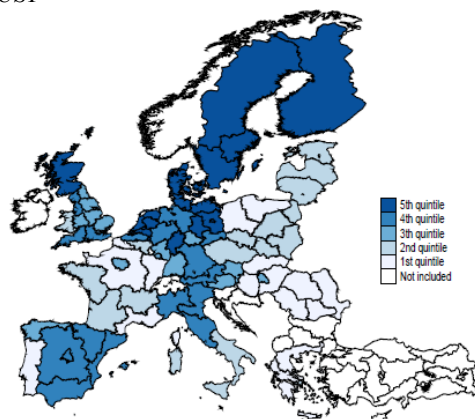 5th quintile
4th quintile
3th quintile
2nd quintile
1st quintile
Not included